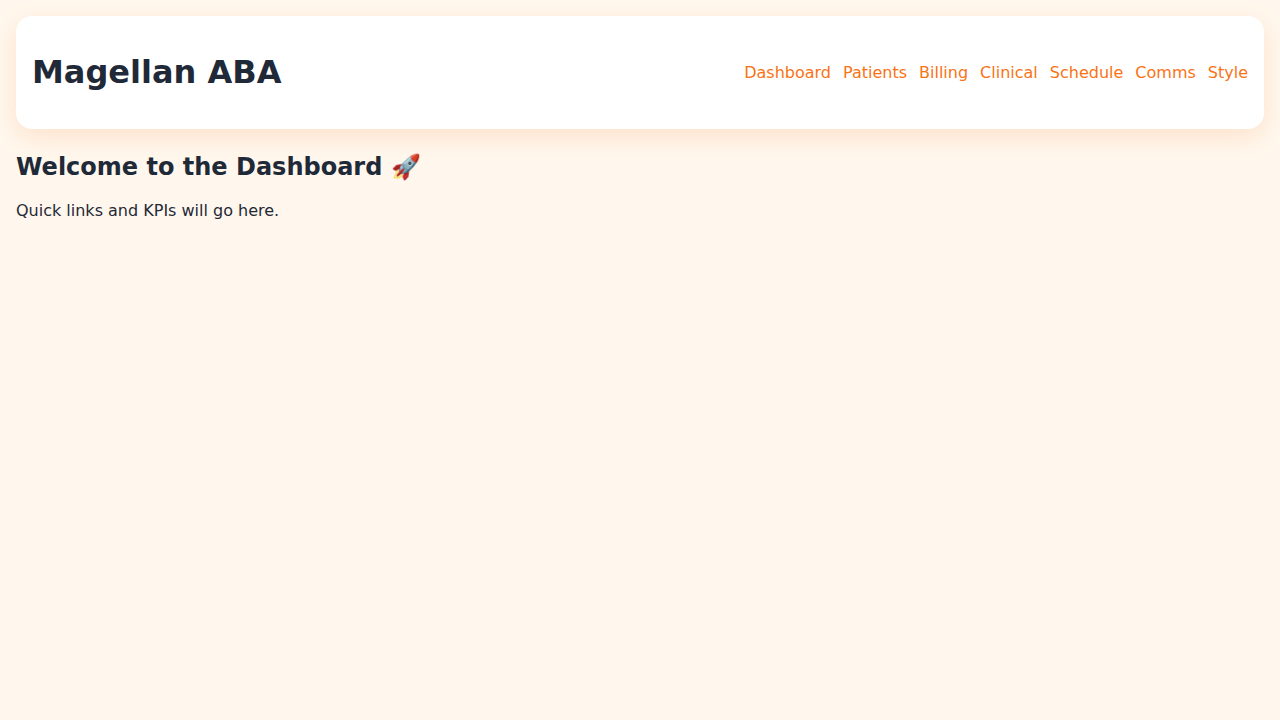 Magellan ABA
Dashboard Patients Billing Clinical Schedule Comms Style
Welcome to the Dashboard 🚀
Quick links and KPIs will go here.